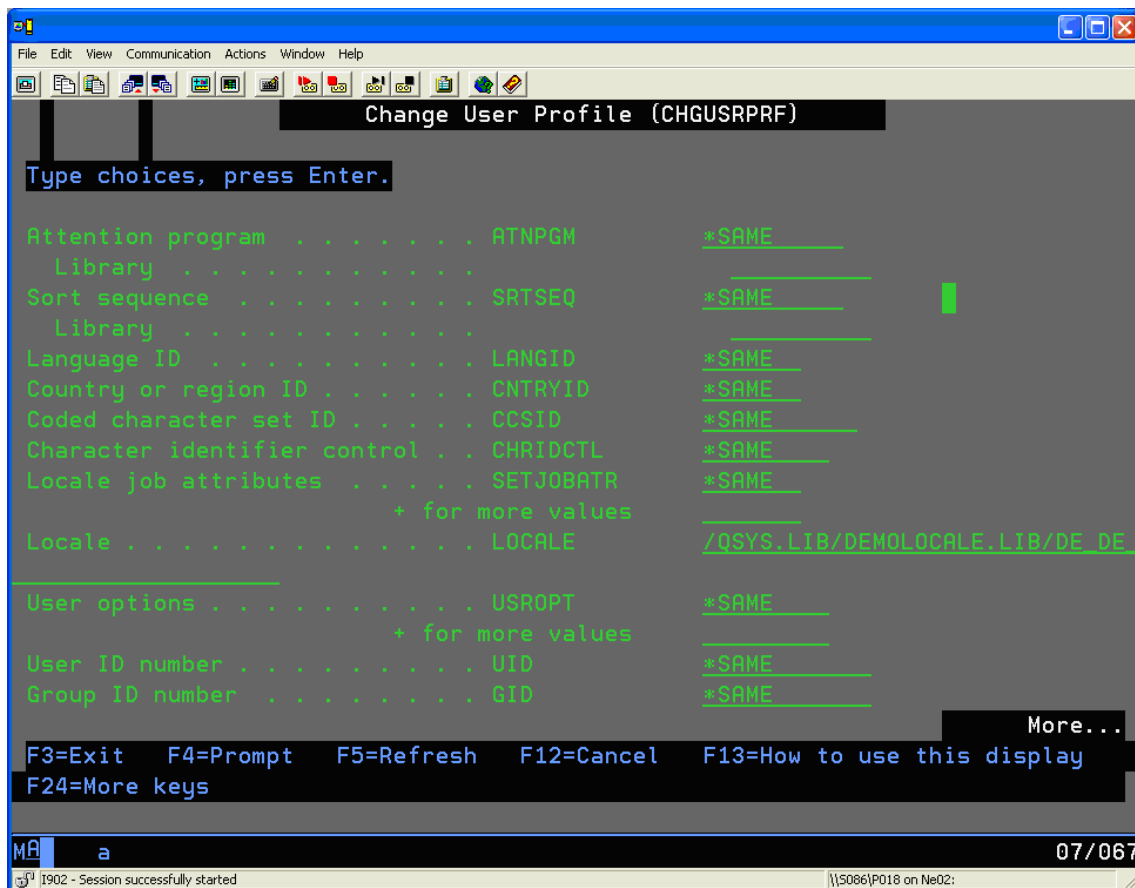 File Edit View Communication Actions Window Help
Change User Profile (CHGUSRPRF)
Type choices, press Enter.
Attention program . . . . . . . ATNPGM *SAME
Library . . . . . . . . . . .
Sort sequence . . . . . . . . . SRTSEQ *SAME
Library . . . . . . . . . . .
Language ID . . . . . . . . . . LANGID *SAME
Country or region ID . . . . . . CNTRYID *SAME
Coded character set ID . . . . . CCSID *SAME
Character identifier control . . CHRIDCTL *SAME
Locale job attributes . . . . . SETJOBATR *SAME
+ for more values
Locale . . . . . . . . . . . . . LOCALE /QSYS.LIB/DEMOLOCALE.LIB/DE_DE_
User options . . . . . . . . . . USROPT *SAME
+ for more values
User ID number . . . . . . . . . UID *SAME
Group ID number . . . . . . . . GID *SAME
More...
F3=Exit F4=Prompt F5=Refresh F12=Cancel F13=How to use this display
F24=More keys
MA a 07/067
I902 - Session successfully started \\S086\P018 on Ne02: